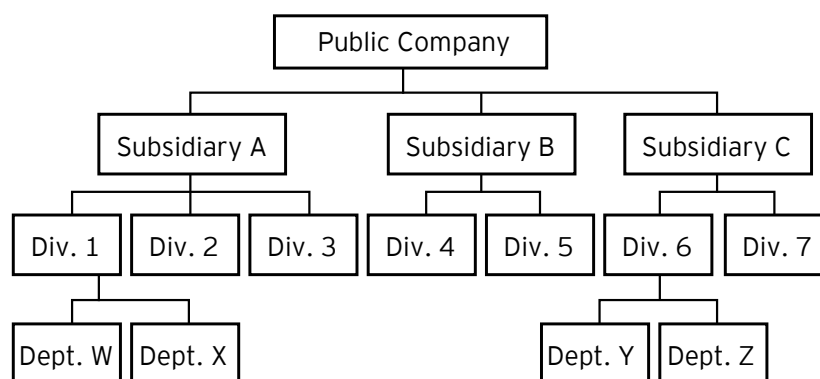 Public Company
Subsidiary A
Subsidiary B
Subsidiary C
Div. 1
Div. 2
Div. 3
Div. 4
Div. 5
Div. 6
Div. 7
Dept. W
Dept. X
Dept. Y
Dept. Z